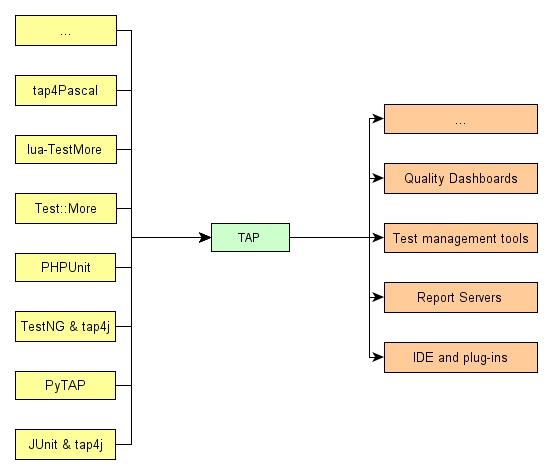 ...
tap4Pascal
lua-TestMore
Test::More
PHPUnit
TestNG & tap4j
PyTAP
JUnit & tap4j
TAP
...
Quality Dashboards
Test management tools
Report Servers
IDE and plug-ins